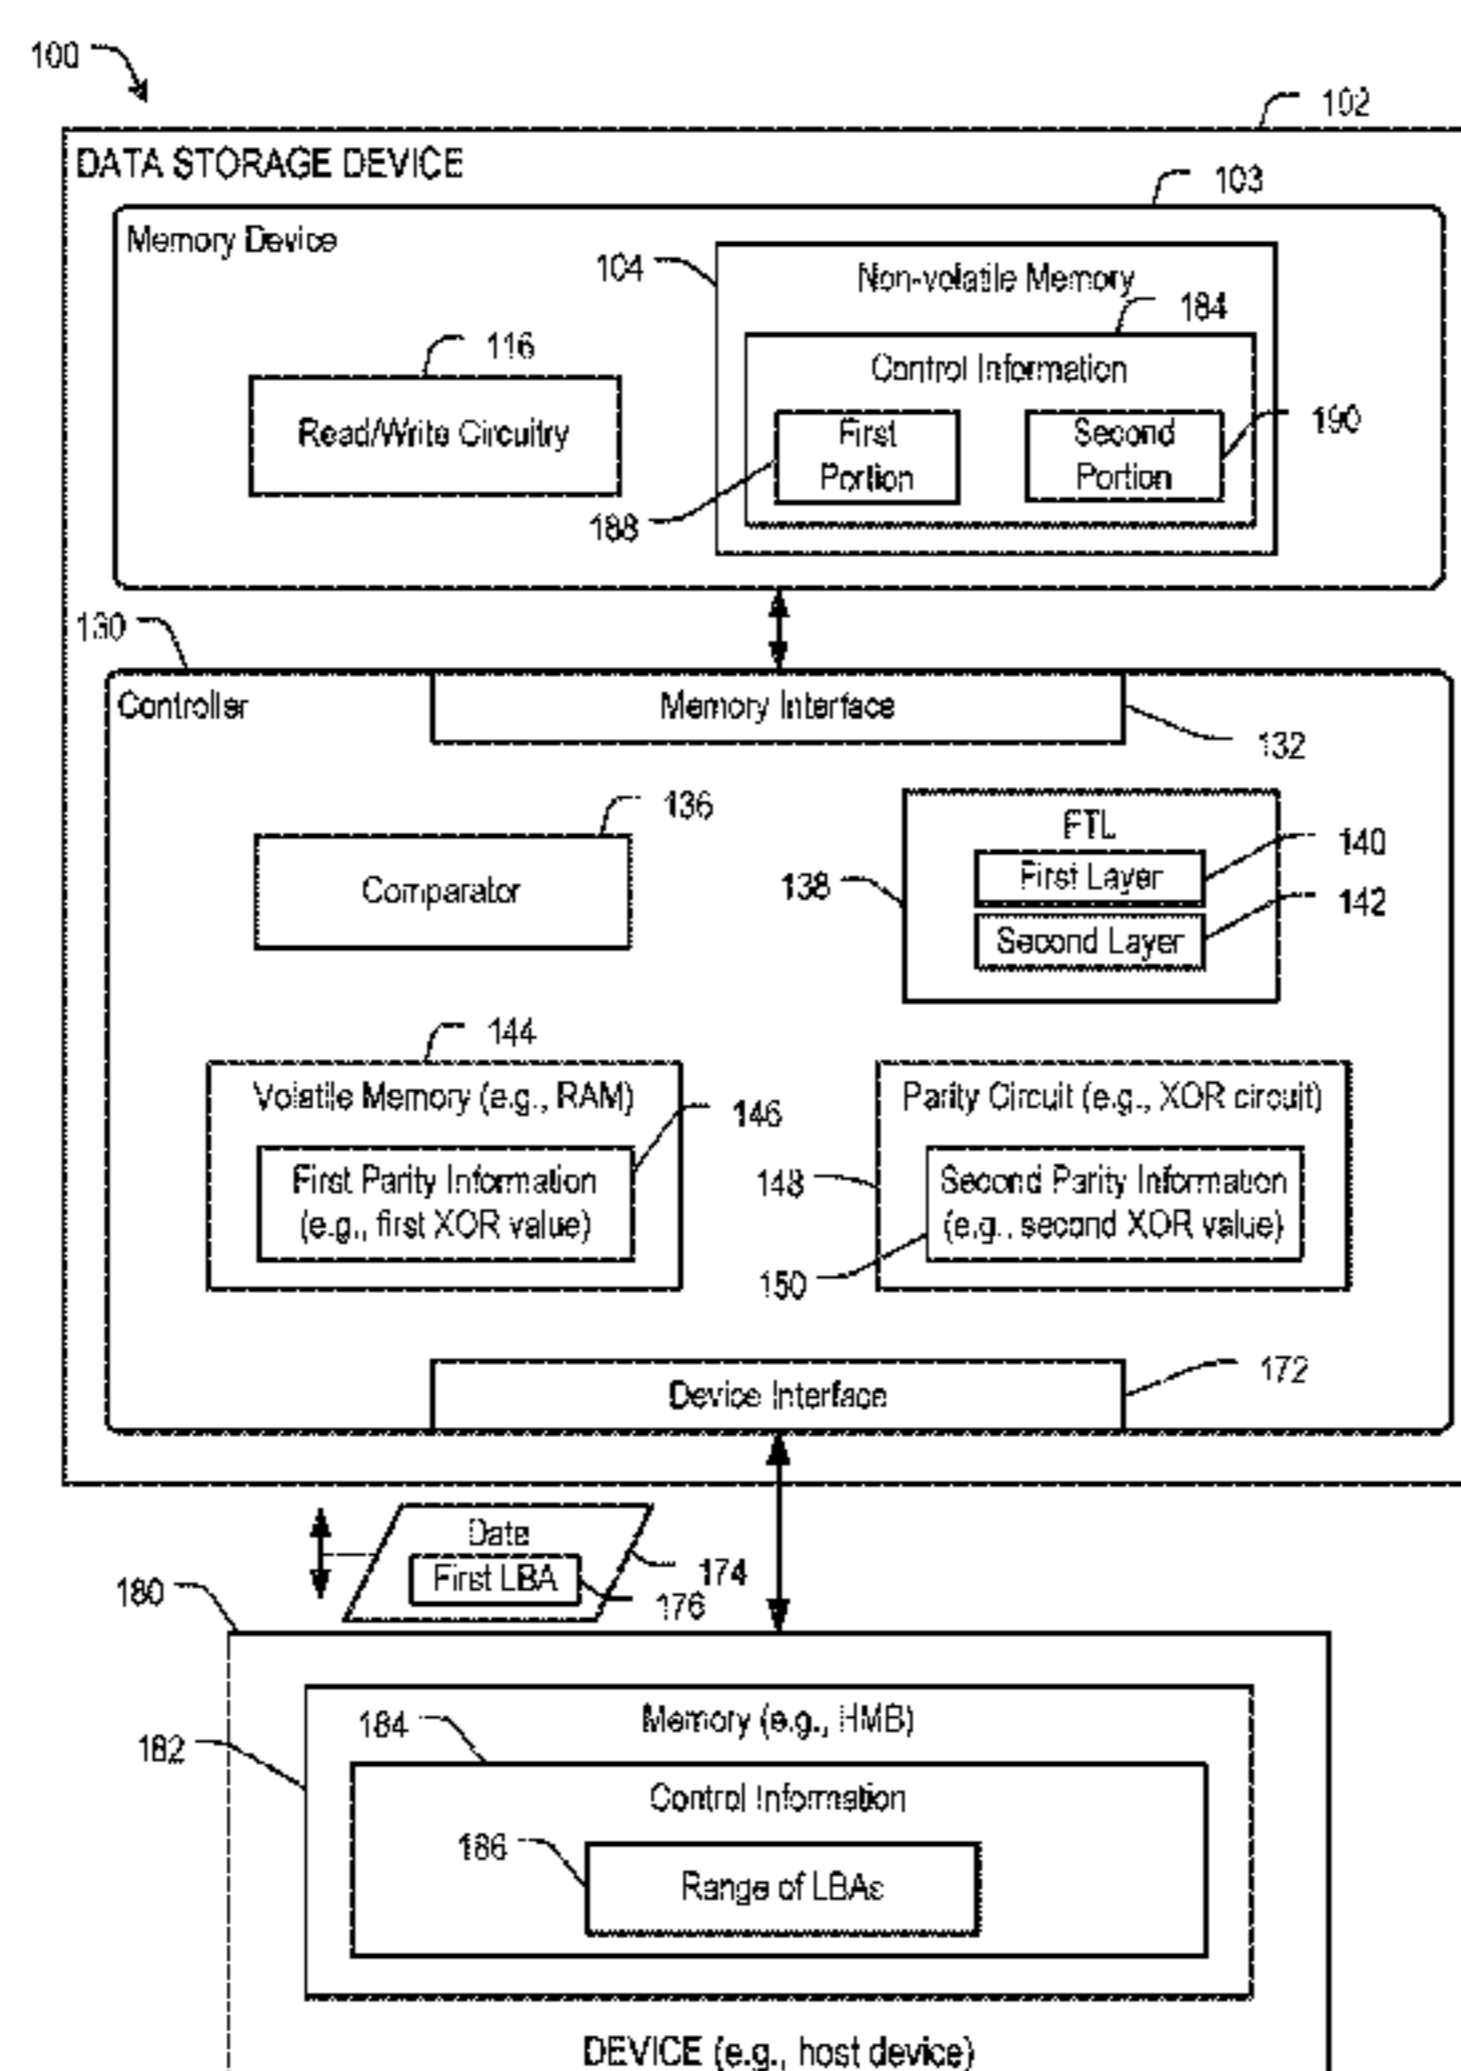 100
102
DATA STORAGE DEVICE
103
Memory Device
104
Non-volatile Memory
184
116
Control Information
Read/Write Circuitry
First
Portion
Second
Portion
190
188
130
Controller
Memory Interface
132
136
FTL
Comparator
138
First Layer
140
Second Layer
142
144
Volatile Memory (e.g., RAM)
146
First Parity Information
(e.g., first XOR value)
Parity Circuit (e.g., XOR circuit)
148
Second Parity Information
(e.g., second XOR value)
150
Device Interface
172
Date
First LBA
174
176
180
Memory (e.g., HMB)
184
182
Control Information
186
Range of LBAs
DEVICE (e.g., host device)